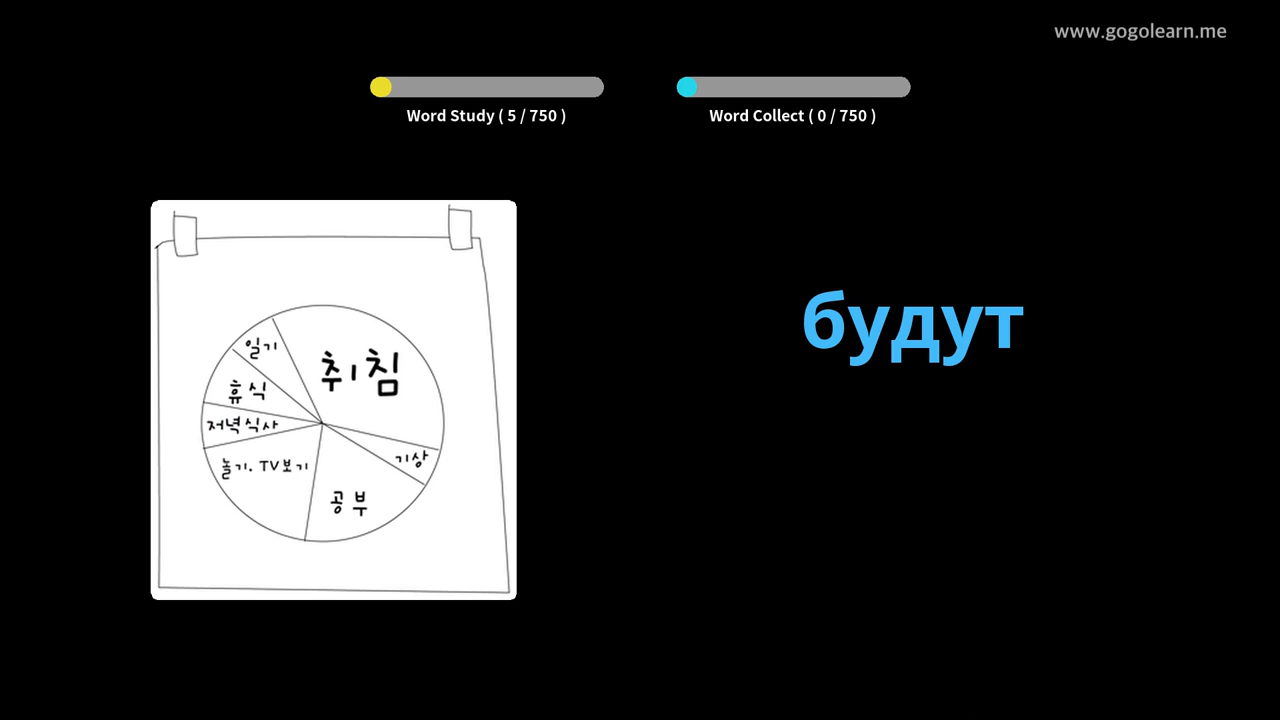 www.gogolearn.me
Word Study ( 5 / 750 )
Word Collect ( 0 / 750 )
일기
취침
휴식
저녁식사
놀기. TV보기
기상
공부
будут